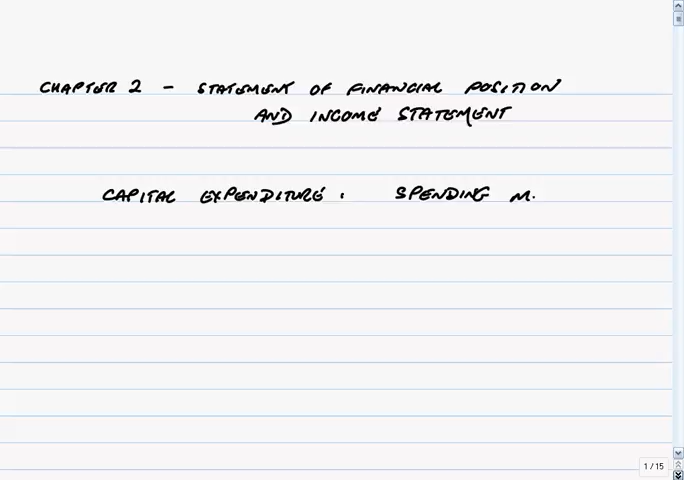 CHAPTER 2 - STATEMENT OF FINANCIAL POSITION
AND INCOME STATEMENT
CAPITAL EXPENDITURE . SPENDING M.
1 / 15